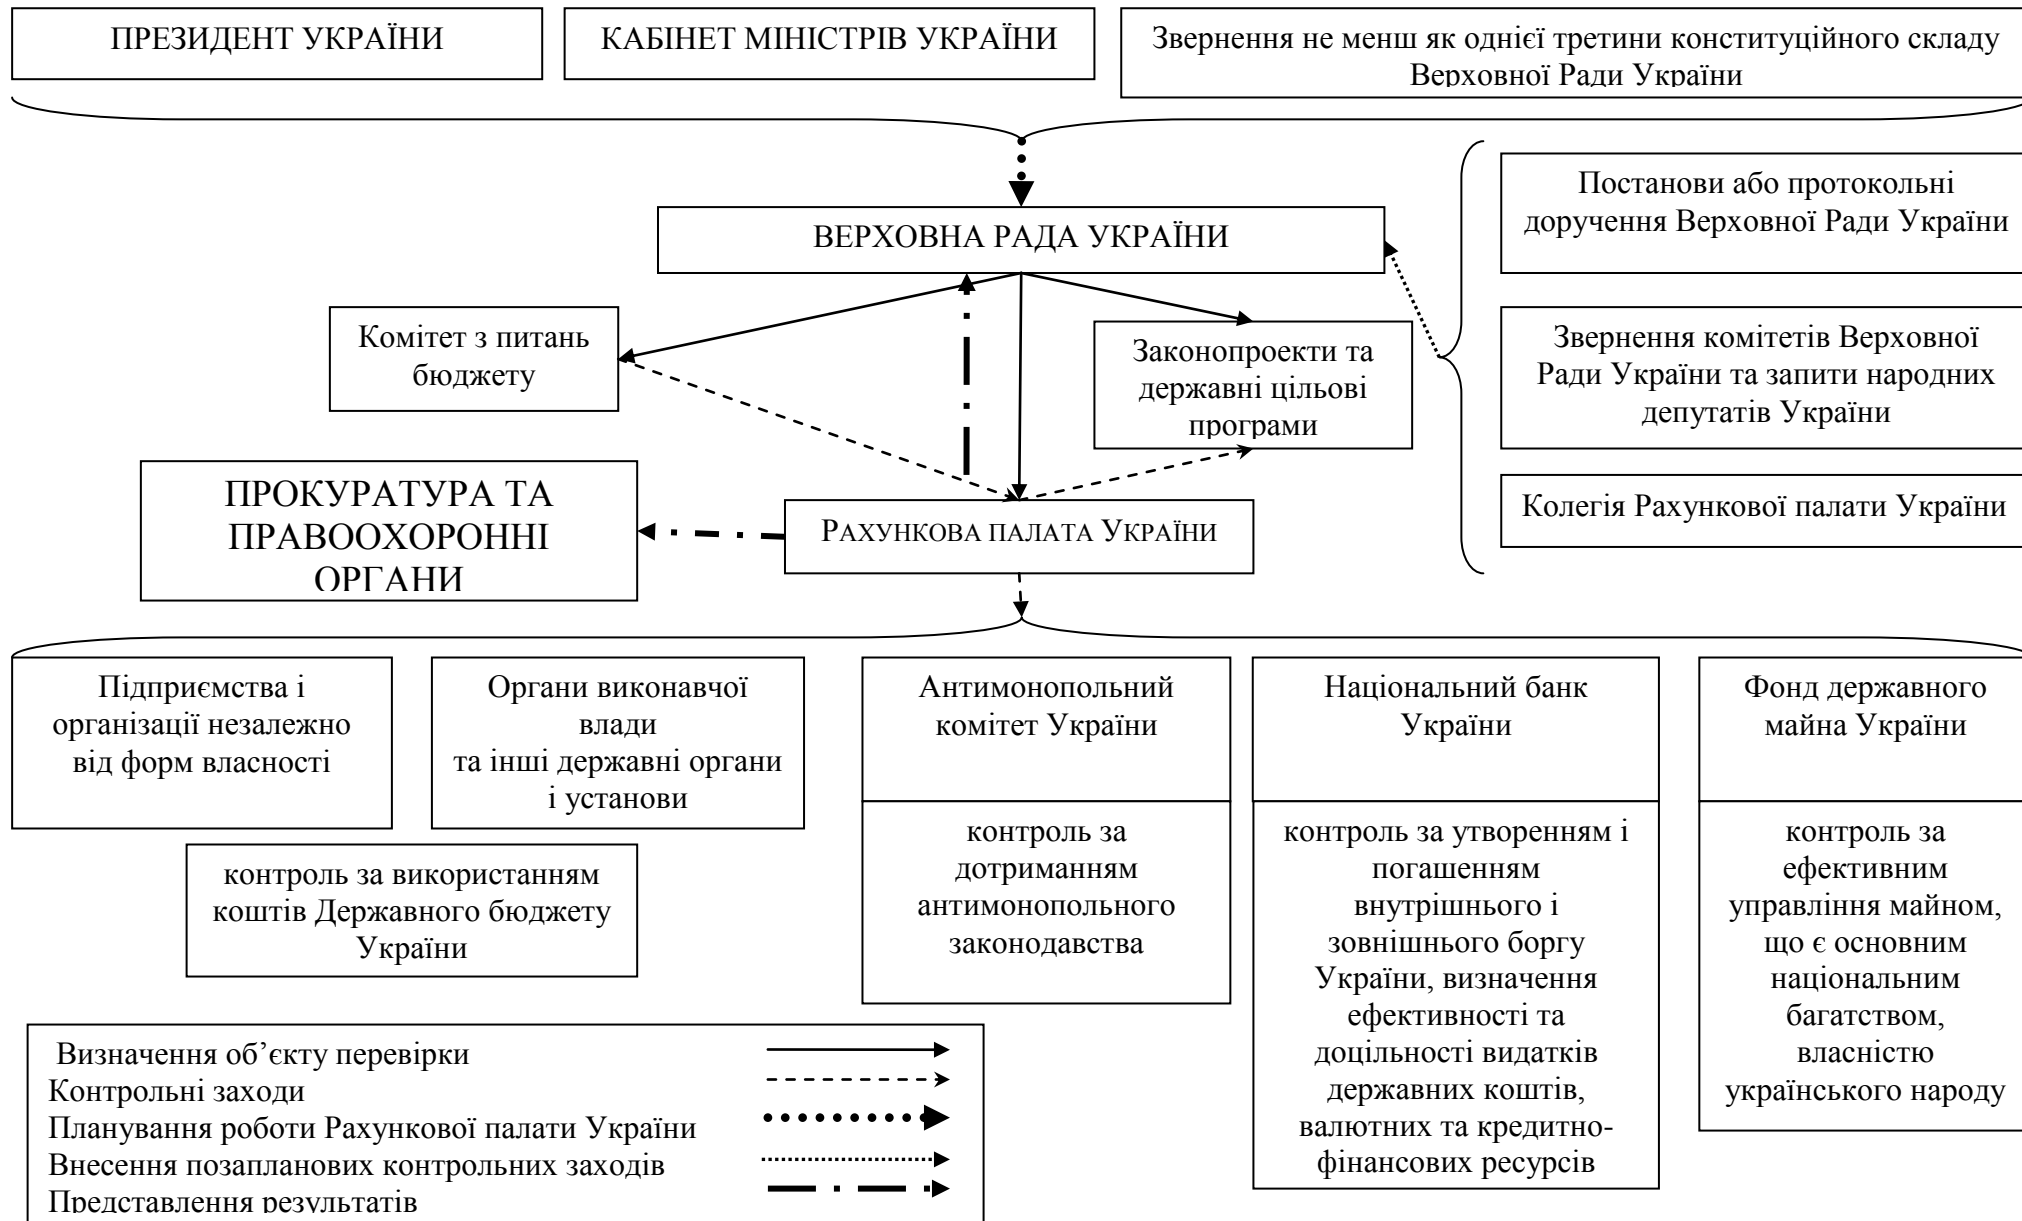 ПРЕЗИДЕНТ УКРАЇНИ
КАБІНЕТ МІНІСТРІВ УКРАЇНИ
Звернення не менш як однієї третини конституційного складу
Верховної Ради України
ВЕРХОВНА РАДА УКРАЇНИ
Постанови або протокольні
доручення Верховної Ради України
Комітет з питань
бюджету
Законопроекти та
державні цільові
програми
Звернення комітетів Верховної
Ради України та запити народних
депутатів України
ПРОКУРАТУРА ТА
ПРАВООХОРОННІ
ОРГАНИ
РАХУНКОВА ПАЛАТА УКРАЇНИ
Колегія Рахункової палати України
Підприємства і
організації незалежно
від форм власності
Органи виконавчої
влади
та інші державні органи
і установи
контроль за використанням
коштів Державного бюджету
України
Антимонопольний
комітет України
контроль за
дотриманням
антимонопольного
законодавства
Національний банк
України
контроль за утворенням і
погашенням
внутрішнього і
зовнішнього боргу
України, визначення
ефективності та
доцільності видатків
державних коштів,
валютних та кредитно-
фінансових ресурсів
Фонд державного
майна України
контроль за
ефективним
управління майном,
що є основним
національним
багатством,
власністю
українського народу
Визначення об’єкту перевірки
Контрольні заходи
Планування роботи Рахункової палати України
Внесення позапланових контрольних заходів
Представлення результатів